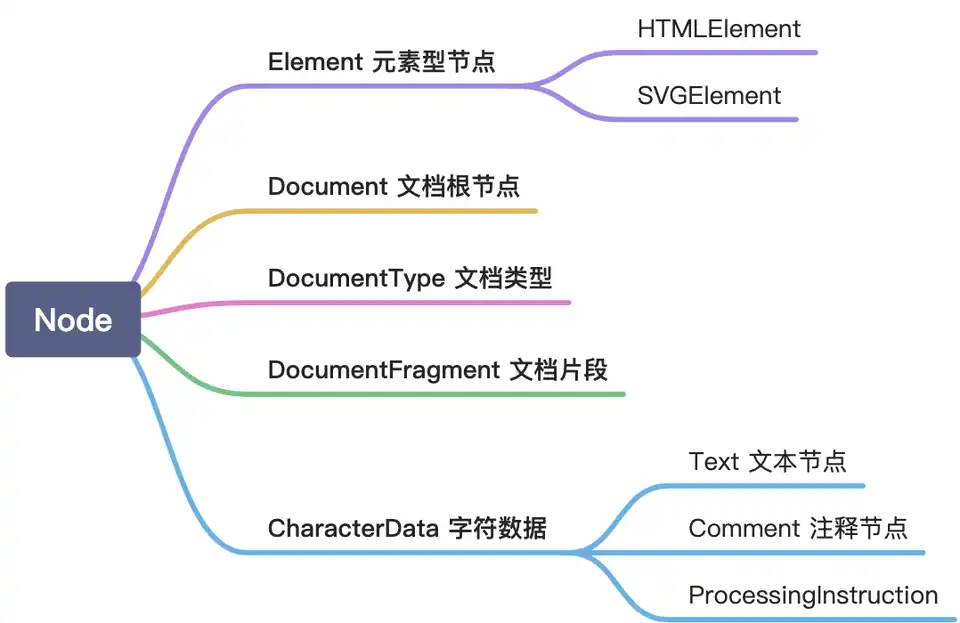 HTMLElement
Element 元素型节点
SVGElement
Document 文档根节点
DocumentType 文档类型
Node
DocumentFragment 文档片段
Text 文本节点
CharacterData 字符数据
Comment 注释节点
ProcessingInstruction